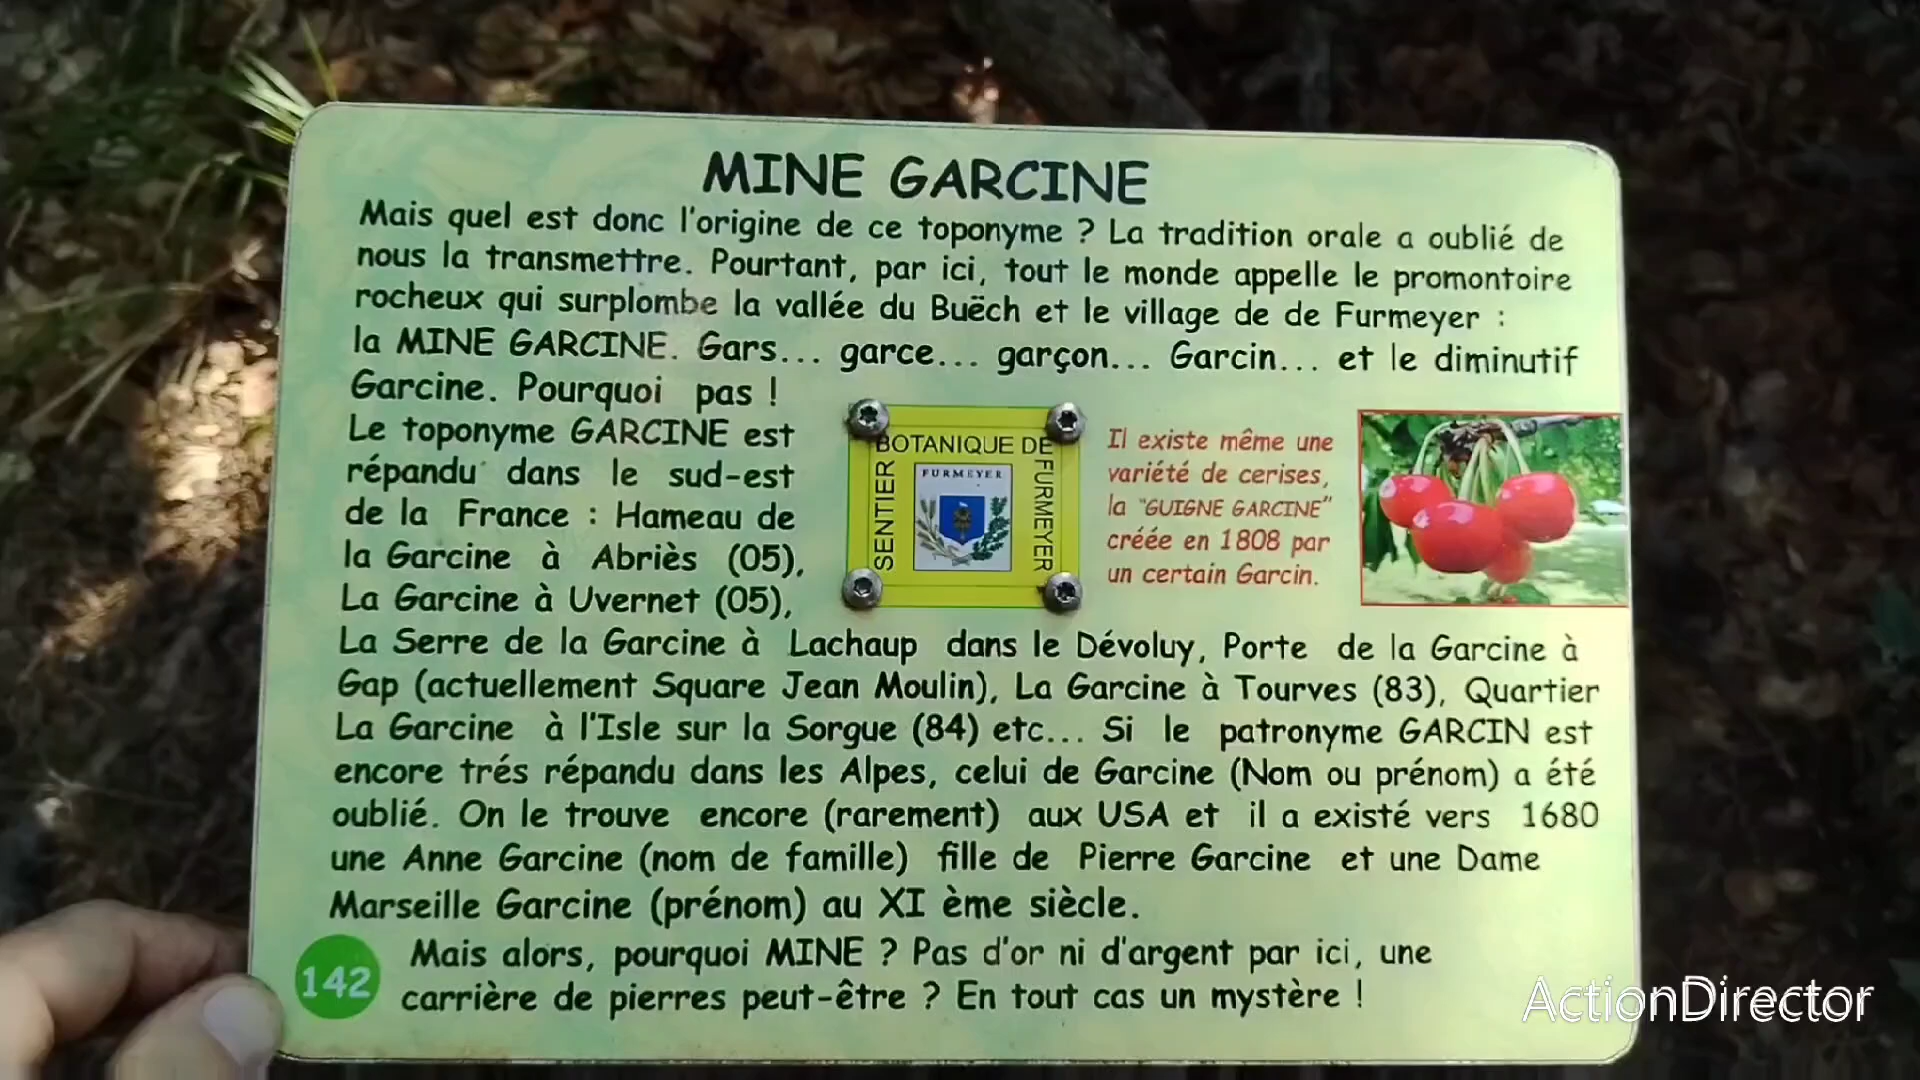 MINE GARCINE
Mais quel est donc l'origine de ce toponyme ? La tradition orale a oublié de
nous la transmettre. Pourtant, par ici, tout le monde appelle le promontoire
rocheux qui surplombe la vallée du Buëch et le village de de Furmeyer :
la MINE GARCINE. Gars... garce... garçon... Garcin... et le diminutif
Garcine. Pourquoi pas !
Le toponyme GARCINE est
répandu dans le sud-est
de la France : Hameau de
la Garcine à Abriès (05),
La Garcine à Uvernet (05),
SENTIER
BOTANIQUE DE
FURMEYER
FURMEYER
Il existe même une
variété de cerises,
la "GUIGNE GARCINE"
créée en 1808 par
un certain Garcin.
La Serre de la Garcine à Lachaup dans le Dévoluy, Porte de la Garcine à
Gap (actuellement Square Jean Moulin), La Garcine à Tourves (83), Quartier
La Garcine à l'Isle sur la Sorgue (84) etc... Si le patronyme GARCIN est
encore trés répandu dans les Alpes, celui de Garcine (Nom ou prénom) a été
oublié. On le trouve encore (rarement) aux USA et il a existé vers 1680
une Anne Garcine (nom de famille) fille de Pierre Garcine et une Dame
Marseille Garcine (prénom) au XI ème siècle.
142
Mais alors, pourquoi MINE ? Pas d'or ni d'argent par ici, une
carrière de pierres peut-être ? En tout cas un mystère !
ActionDirector